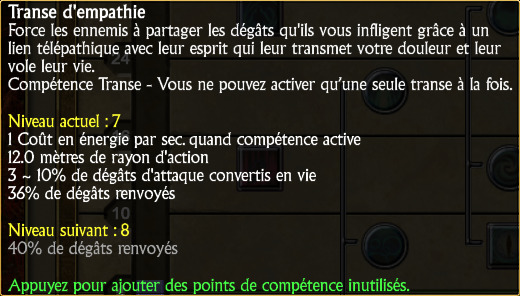 Transe d'empathie
Force les ennemis à partager les dégâts qu'ils vous infligent grâce à un
lien télépathique avec leur esprit qui leur transmet votre douleur et leur
vole leur vie.
Compétence Transe - Vous ne pouvez activer qu'une seule transe à la fois.
Niveau actuel : 7
1 Coût en énergie par sec. quand compétence active
12.0 mètres de rayon d'action
3 ~ 10% de dégâts d'attaque convertis en vie
36% de dégâts renvoyés
Niveau suivant : 8
40% de dégâts renvoyés
Appuyez pour ajouter des points de compétence inutilisés.
24
10